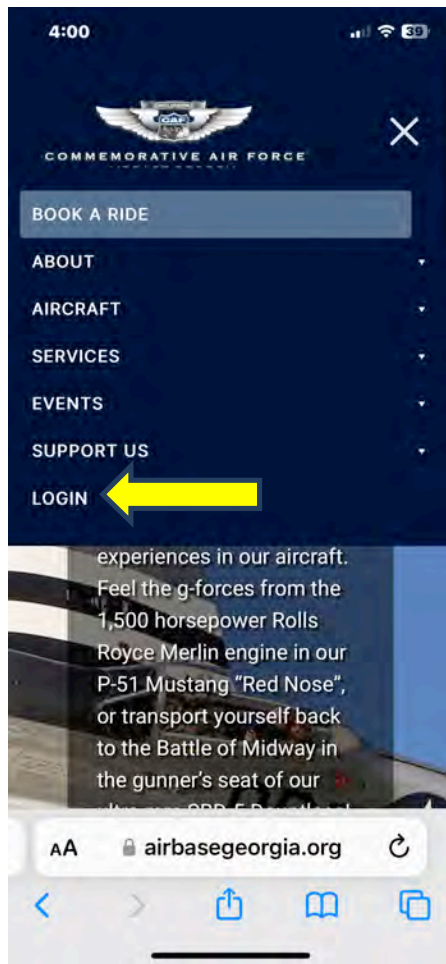 4:00
39
CAF
COMMEMORATIVE AIR FORCE
BOOK A RIDE
ABOUT
AIRCRAFT
SERVICES
EVENTS
SUPPORT US
LOGIN
experiences in our aircraft.
Feel the g-forces from the
1,500 horsepower Rolls
Royce Merlin engine in our
P-51 Mustang “Red Nose”,
or transport yourself back
to the Battle of Midway in
the gunner’s seat of our
AA airbasegeorgia.org